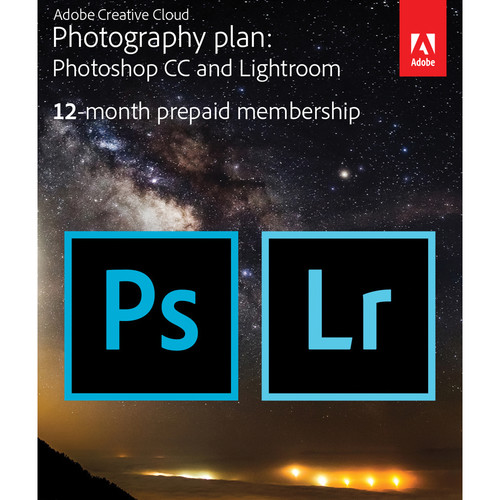 Adobe Creative Cloud
Photography plan:
Photoshop CC and Lightroom
12-month prepaid membership
Adobe
Ps
Lr